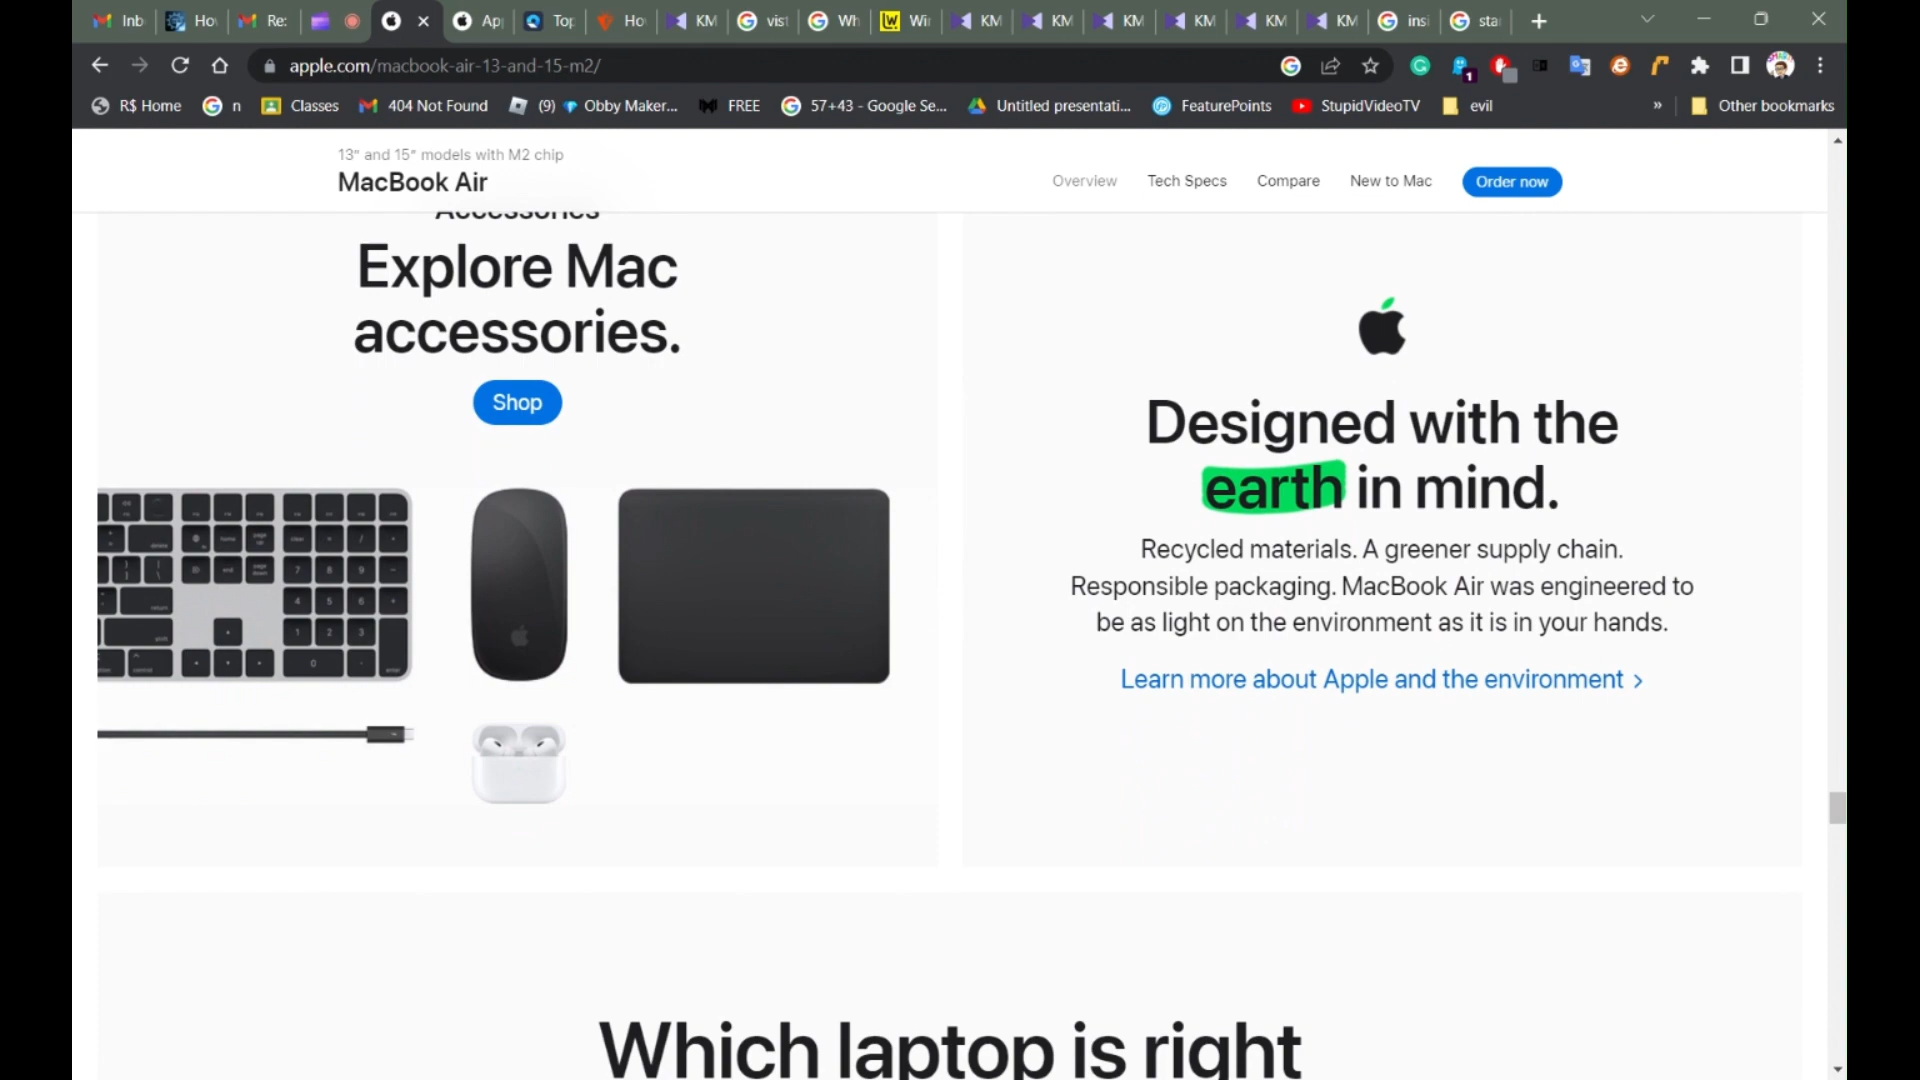 Inb
Ho
Re:
Ap
Top
Ho
KM
vist
Wh
Wi
KM
KM
KM
KM
KM
KM
insi
sta
apple.com/macbook-air-13-and-15-m2/
1
R$ Home
n
Classes
404 Not Found
(9)
Obby Maker...
FREE
57+43 - Google Se...
Untitled presentati...
FeaturePoints
StupidVideoTV
evil
»
Other bookmarks
13" and 15" models with M2 chip
MacBook Air
Overview
Tech Specs
Compare
New to Mac
Order now
Accessories
Explore Mac
accessories.
Shop
Designed with the
earth in mind.
Recycled materials. A greener supply chain.
Responsible packaging. MacBook Air was engineered to
be as light on the environment as it is in your hands.
Learn more about Apple and the environment >
Which laptop is right